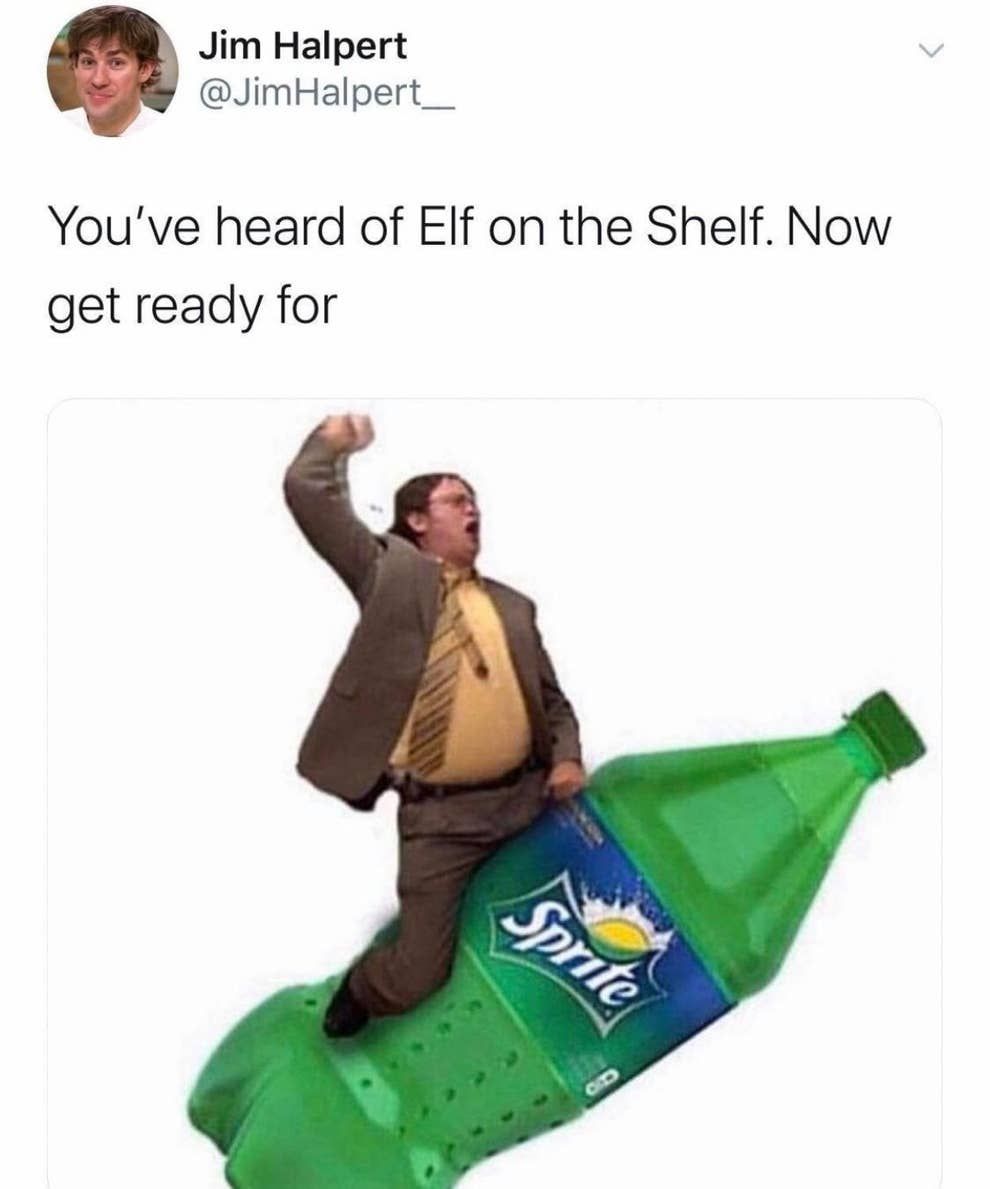 Jim Halpert
@JimHalpert__
You've heard of Elf on the Shelf. Now
get ready for
Sprite